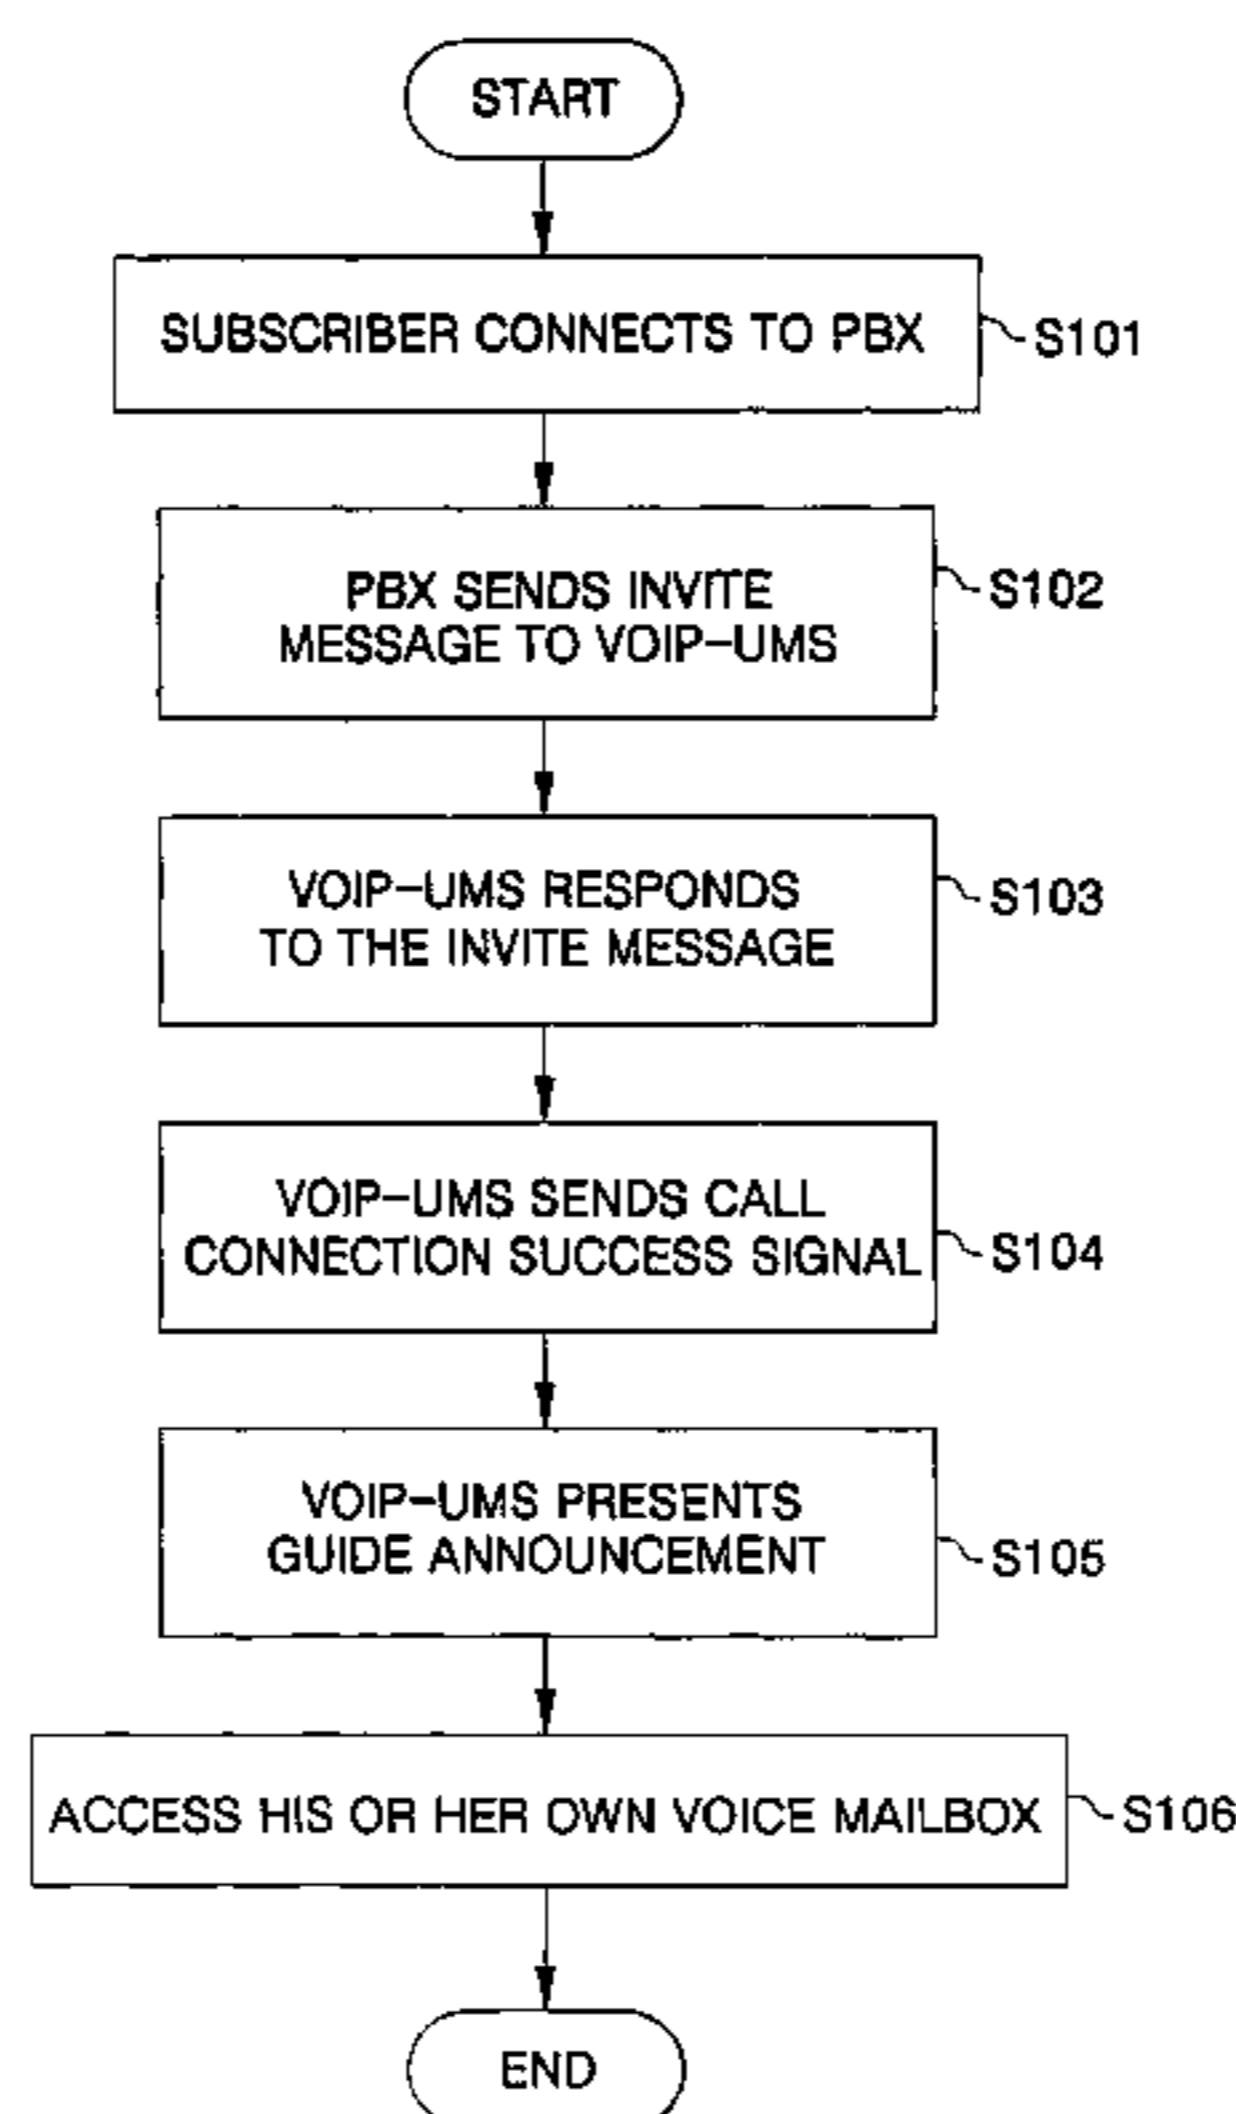 START
SUBSCRIBER CONNECTS TO PBX
S101
PBX SENDS INVITE
MESSAGE TO VOIP-UMS
S102
VOIP-UMS RESPONDS
TO THE INVITE MESSAGE
S103
VOIP-UMS SENDS CALL
CONNECTION SUCCESS SIGNAL
S104
VOIP-UMS PRESENTS
GUIDE ANNOUNCEMENT
S105
ACCESS HIS OR HER OWN VOICE MAILBOX
S106
END